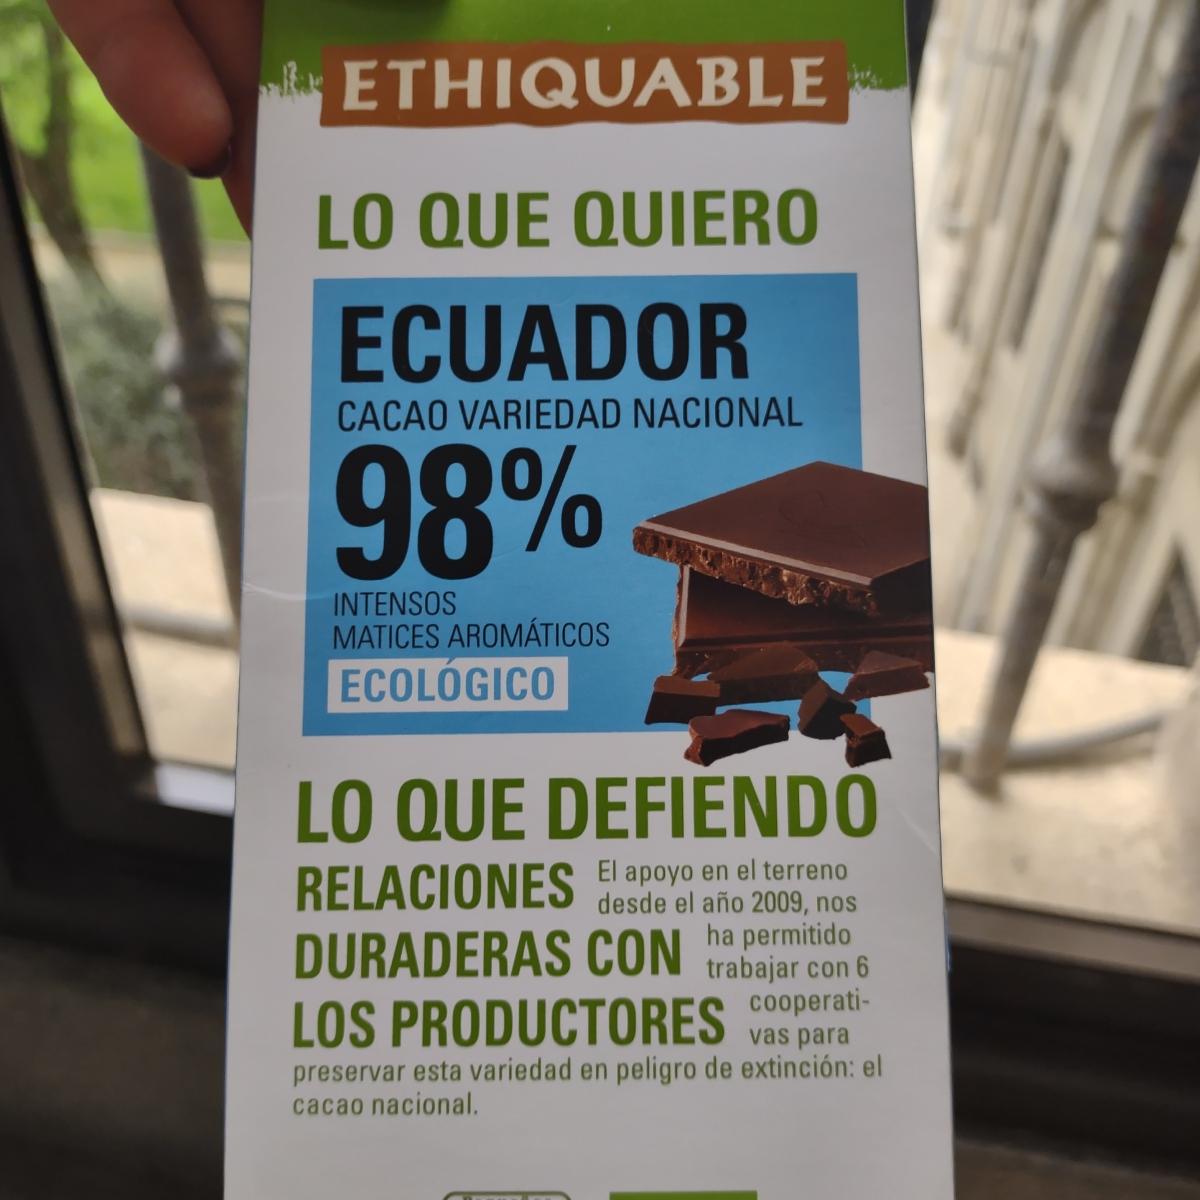 ETHIQUABLE
LO QUE QUIERO
ECUADOR
CACAO VARIEDAD NACIONAL
98%
INTENSOS
MATICES AROMÁTICOS
ECOLÓGICO
LO QUE DEFIENDO
RELACIONES
DURADERAS CON
LOS PRODUCTORES
El apoyo en el terreno
desde el año 2009, nos
ha permitido
trabajar con 6
cooperati-
vas para
preservar esta variedad en peligro de extinción: el
cacao nacional.